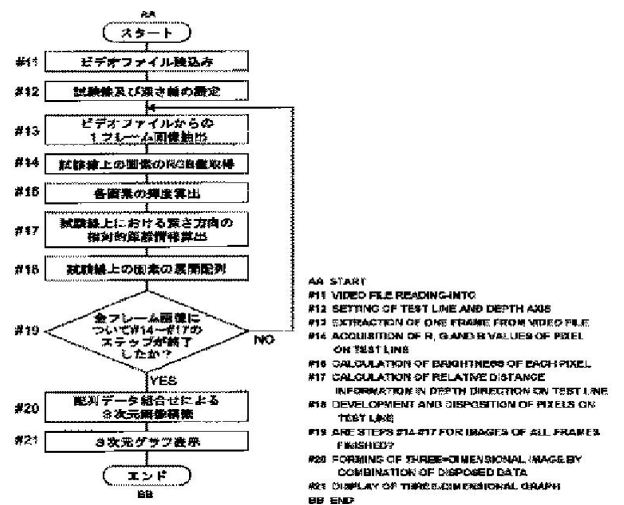 AA
スタート
#11 ビデオファイル読込み
#12 試験線及び深さ軸の設定
#13 ビデオファイルからの
1フレーム画像抽出
#14 試験線上の画素のRGB値取得
#16 各画素の輝度算出
#17 試験線上における深さ方向の
相対的距離情報算出
#18 試験線上の画素の展開配列
#19 全フレーム画像に
ついて#14〜#17の
ステップが終了
したか?
NO
YES
#20 配列データ組合せによる
3次元画像構築
#21 3次元グラフ表示
エンド
BB
AA START
#11 VIDEO FILE READING-INTO
#12 SETTING OF TEST LINE AND DEPTH AXIS
#13 EXTRACTION OF ONE FRAME FROM VIDEO FILE
#14 ACQUISITION OF R, G AND B VALUES OF PIXEL
ON TEST LINE
#16 CALCULATION OF BRIGHTNESS OF EACH PIXEL
#17 CALCULATION OF RELATIVE DISTANCE
INFORMATION IN DEPTH DIRECTION ON TEST LINE
#18 DEVELOPMENT AND DISPOSITION OF PIXELS ON
TEST LINE
#19 ARE STEPS #14-#17 FOR IMAGES OF ALL FRAMES
FINISHED?
#20 FORMING OF THREE-DIMENSIONAL IMAGE BY
COMBINATION OF DISPOSED DATA
#21 DISPLAY OF THREE-DIMENSIONAL GRAPH
BB END